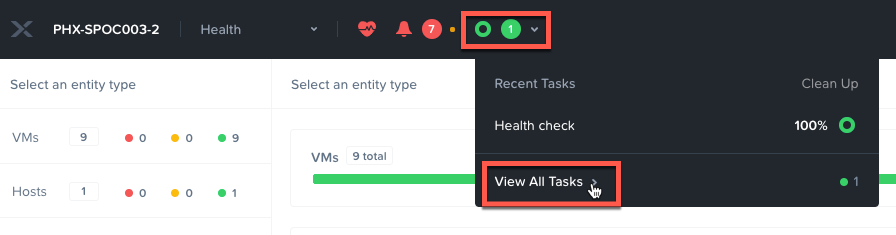 PHX-SPOC003-2 Health 7 1
Select an entity type Select an entity type
Recent Tasks Clean Up
Health check 100%
VMs 9 0 0 9
VMs 9 total
View All Tasks > 1
Hosts 1 0 0 1